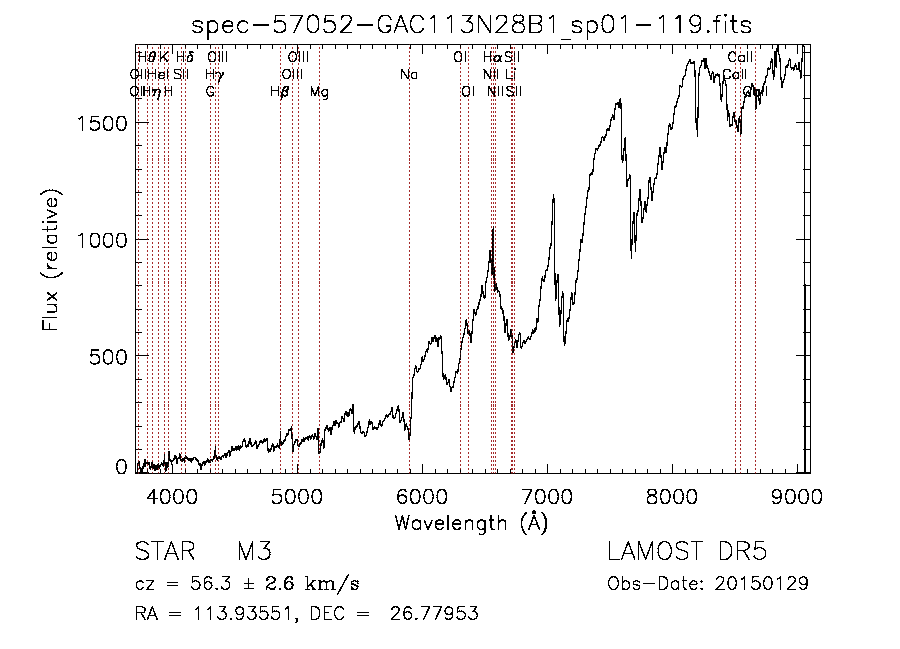 spec-57052-GAC113N28B1_sp01-119.fits
Hθ K Hδ OIII OIII OI Hα SII CaII
OII HeI SII Hγ OIII Na NII Li CaII
OII Hη H G Hβ Mg OI NII SII CaII
1500
1000
500
0
Flux (relative)
4000 5000 6000 7000 8000 9000
Wavelength (Å)
STAR M3 LAMOST DR5
cz = 56.3 ± 2.6 km/s Obs-Date: 20150129
RA = 113.93551, DEC = 26.77953